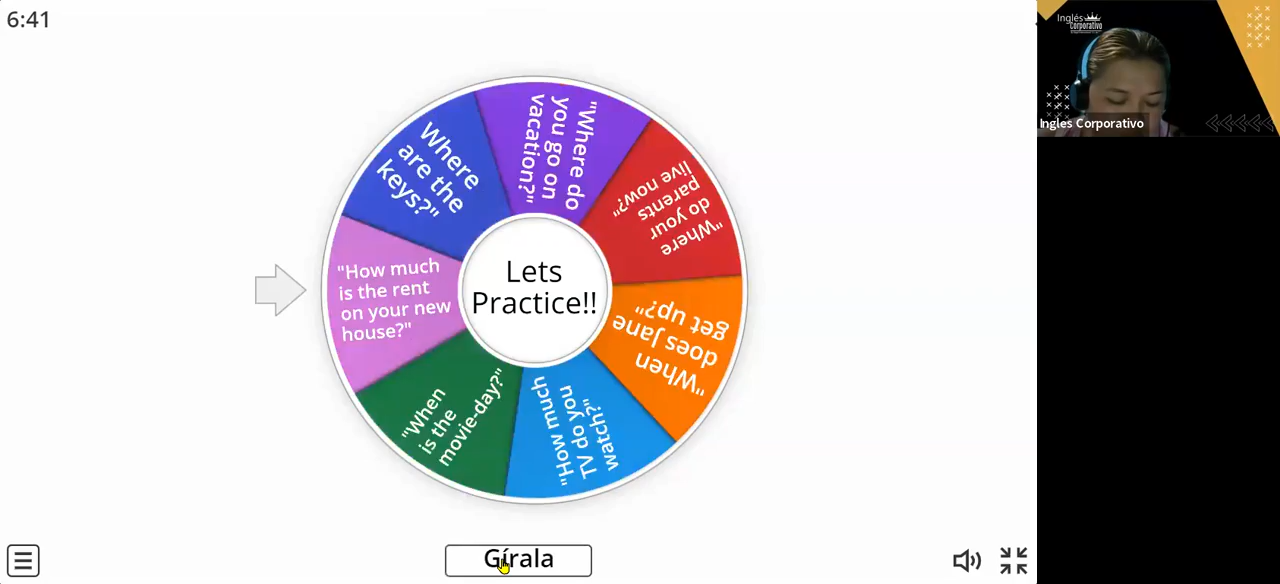 6:41
"Where do
you go on
vacation?"
"Where
do your
parents
live now?"
"When
does Jane
get up?"
"How much
TV do you
watch?"
"When
is the
movie-day?"
"How much
is the rent
on your new
house?"
Where
are the
keys?"
Lets
Practice!!
Gírala
Inglés
Corporativo
Ingles Corporativo